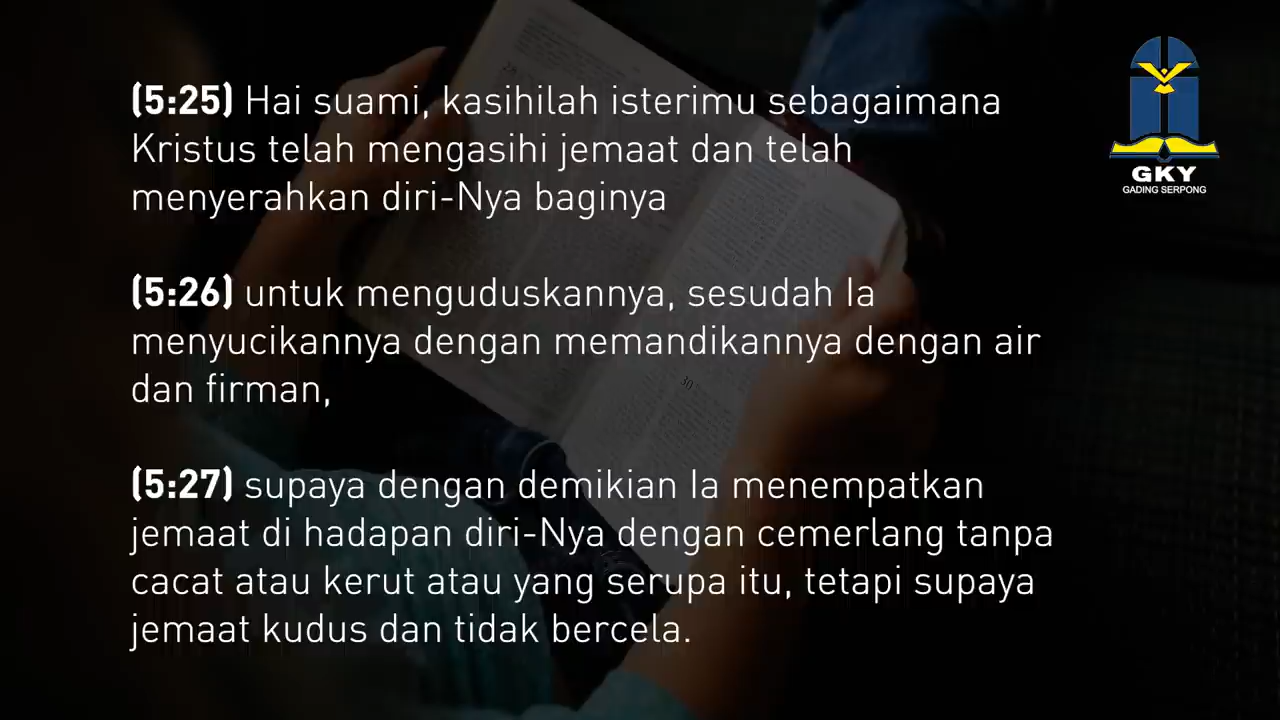 (5:25) Hai suami, kasihilah isterimu sebagaimana
Kristus telah mengasihi jemaat dan telah
menyerahkan diri-Nya baginya
(5:26) untuk menguduskannya, sesudah Ia
menyucikannya dengan memandikannya dengan air
dan firman,
(5:27) supaya dengan demikian Ia menempatkan
jemaat di hadapan diri-Nya dengan cemerlang tanpa
cacat atau kerut atau yang serupa itu, tetapi supaya
jemaat kudus dan tidak bercela.
GKY
GADING SERPONG
30